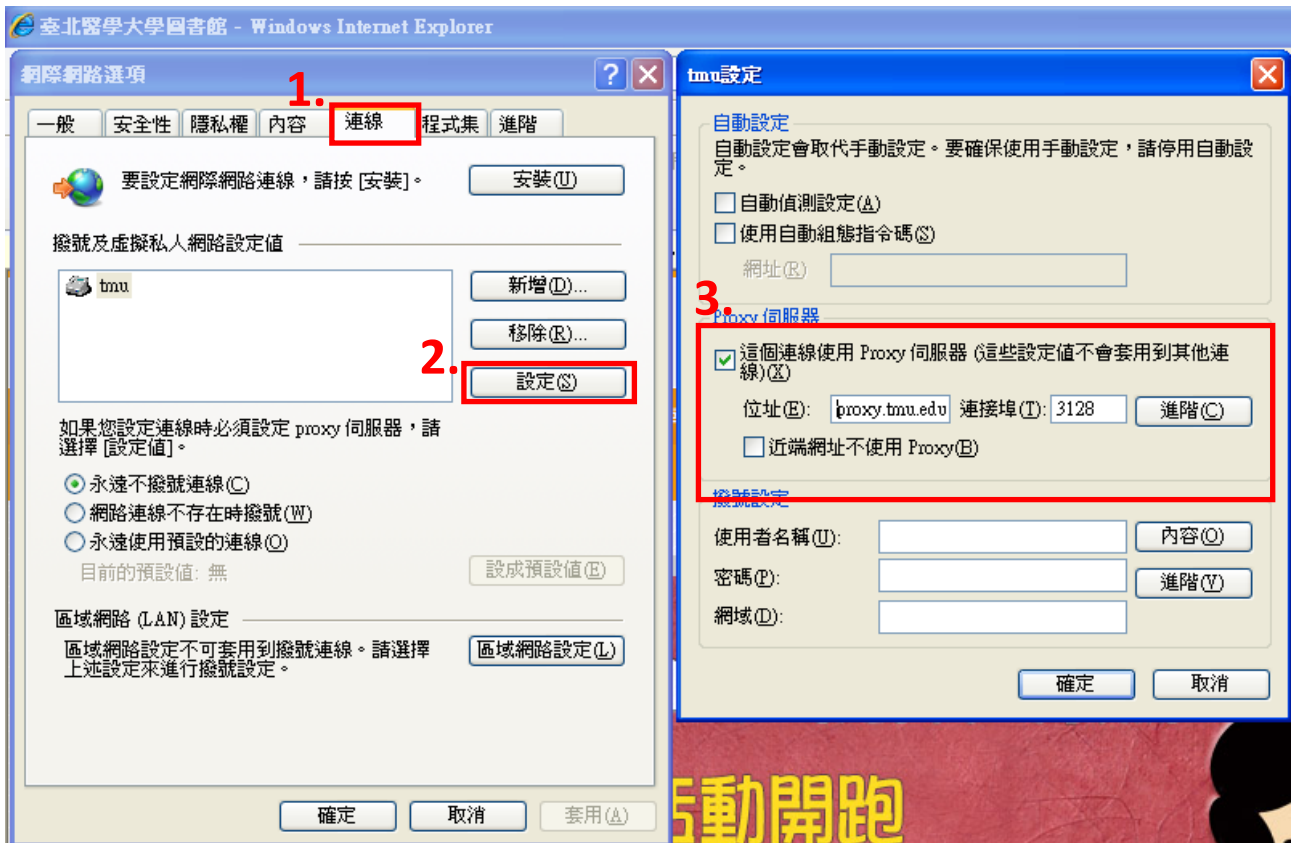 臺北醫學大學圖書館 - Windows Internet Explorer
網際網路選項
1.
一般 安全性 隱私權 內容 連線 程式集 進階
要設定網際網路連線，請按 [安裝]。 安裝(U)
撥號及虛擬私人網路設定值
tmu
新增(D)...
移除(R)...
2.
設定(S)
如果您設定連線時必須設定 proxy 伺服器，請
選擇 [設定值]。
永遠不撥號連線(C)
網路連線不存在時撥號(W)
永遠使用預設的連線(O)
目前的預設值: 無 設成預設值(E)
區域網路 (LAN) 設定
區域網路設定不可套用到撥號連線。請選擇
上述設定來進行撥號設定。
區域網路設定(L)
確定 取消 套用(A)
tmu設定
自動設定
自動設定會取代手動設定。要確保使用手動設定，請停用自動設
定。
自動偵測設定(A)
使用自動組態指令碼(S)
網址(R)
3.
Proxy 伺服器
這個連線使用 Proxy 伺服器 (這些設定值不會套用到其他連
線)(X)
位址(E): proxy.tmu.edu 連接埠(T): 3128 進階(C)
近端網址不使用 Proxy(B)
撥號設定
使用者名稱(U): 內容(O)
密碼(P): 進階(V)
網域(D):
確定 取消
活動開跑